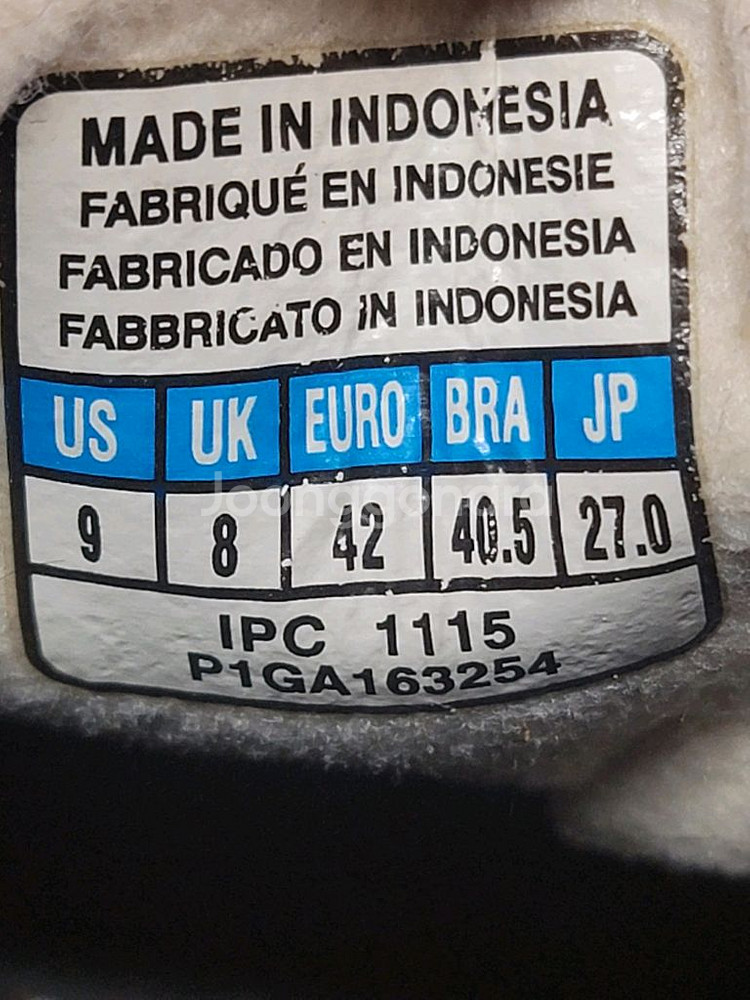 MADE IN INDONESIA
FABRIQUÉ EN INDONESIE
FABRICADO EN INDONESIA
FABBRICATO IN INDONESIA
US UK EURO BRA JP
9 8 42 40.5 27.0
Joonggonara
IPC 1115
P1GA163254